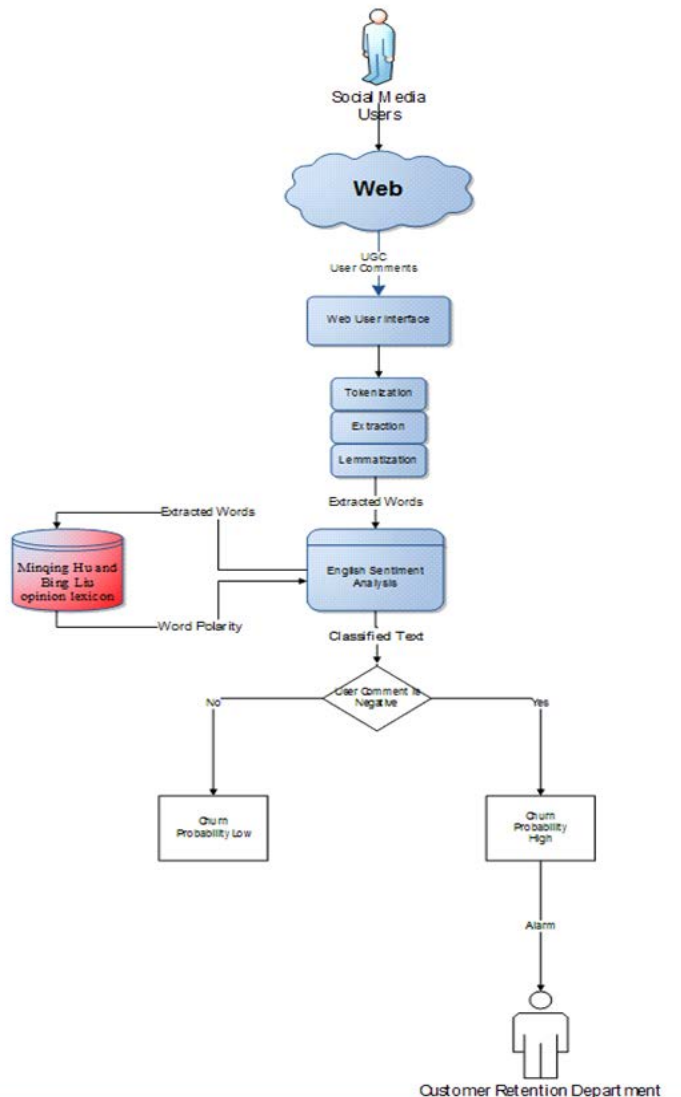 Social Media
Users
Web
UGC
User Comments
Web User Interface
Tokenization
Extraction
Lemmatization
Extracted Words
Extracted Words
Minqing Hu and
Bing Liu
opinion lexicon
English Sentiment
Analysis
Word Polarity
Classified Text
User Comment is
Negative
No
Yes
Churn
Probability Low
Churn
Probability
High
Alarm
Customer Retention Department